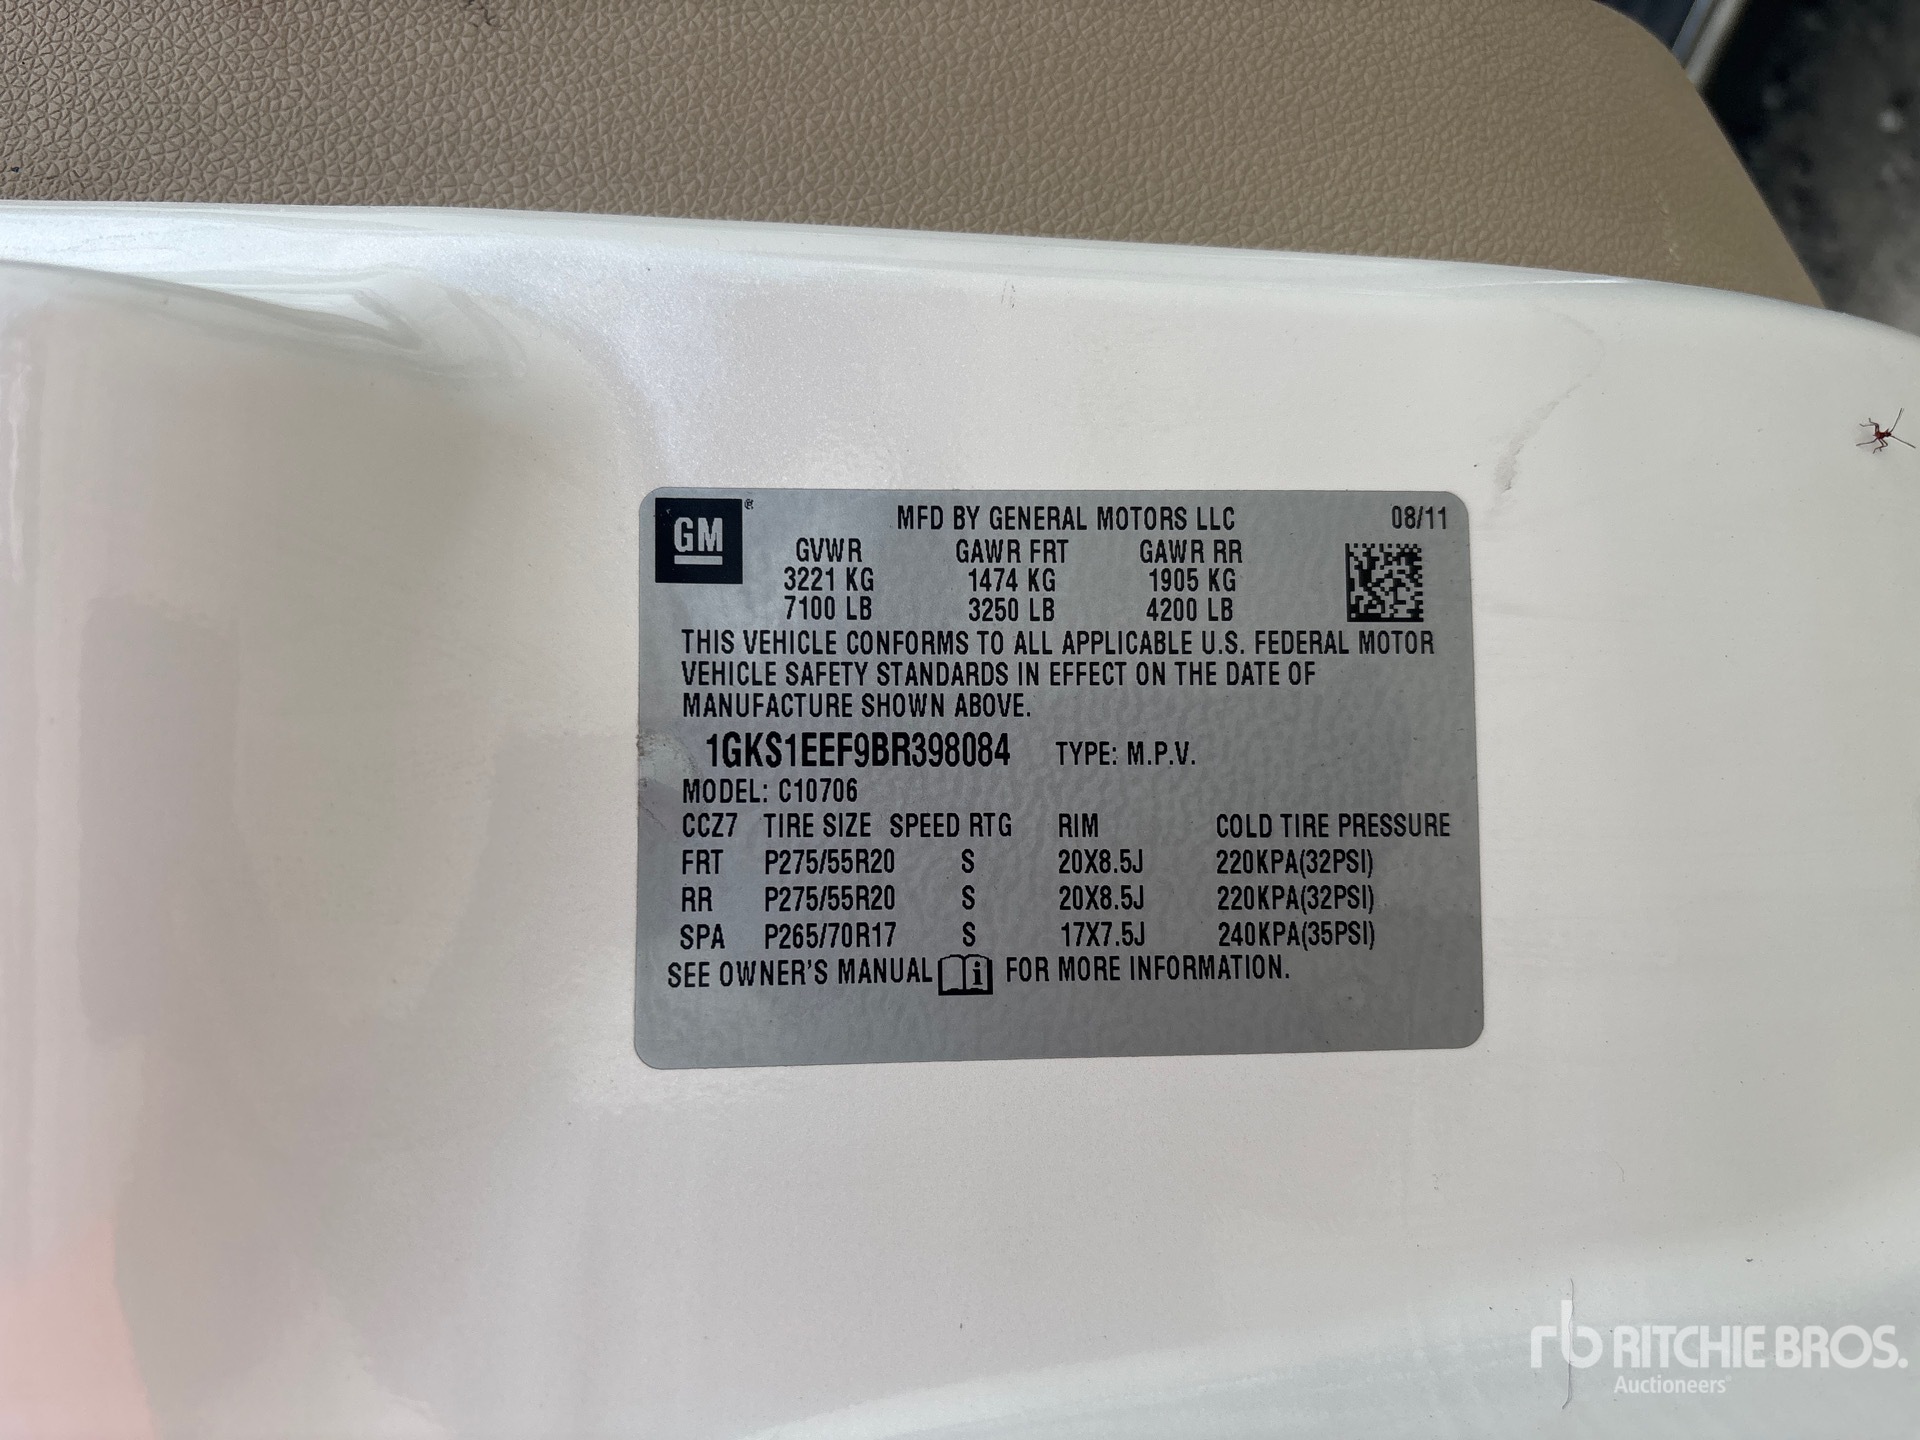 GM
MFD BY GENERAL MOTORS LLC 08/11
GVWR GAWR FRT GAWR RR
3221 KG 1474 KG 1905 KG
7100 LB 3250 LB 4200 LB
THIS VEHICLE CONFORMS TO ALL APPLICABLE U.S. FEDERAL MOTOR
VEHICLE SAFETY STANDARDS IN EFFECT ON THE DATE OF
MANUFACTURE SHOWN ABOVE.
1GKS1EEF9BR398084 TYPE: M.P.V.
MODEL: C10706
CCZ7 TIRE SIZE SPEED RTG RIM COLD TIRE PRESSURE
FRT P275/55R20 S 20X8.5J 220KPA(32PSI)
RR P275/55R20 S 20X8.5J 220KPA(32PSI)
SPA P265/70R17 S 17X7.5J 240KPA(35PSI)
SEE OWNER'S MANUAL i FOR MORE INFORMATION.
rb RITCHIE BROS.
Auctioneers